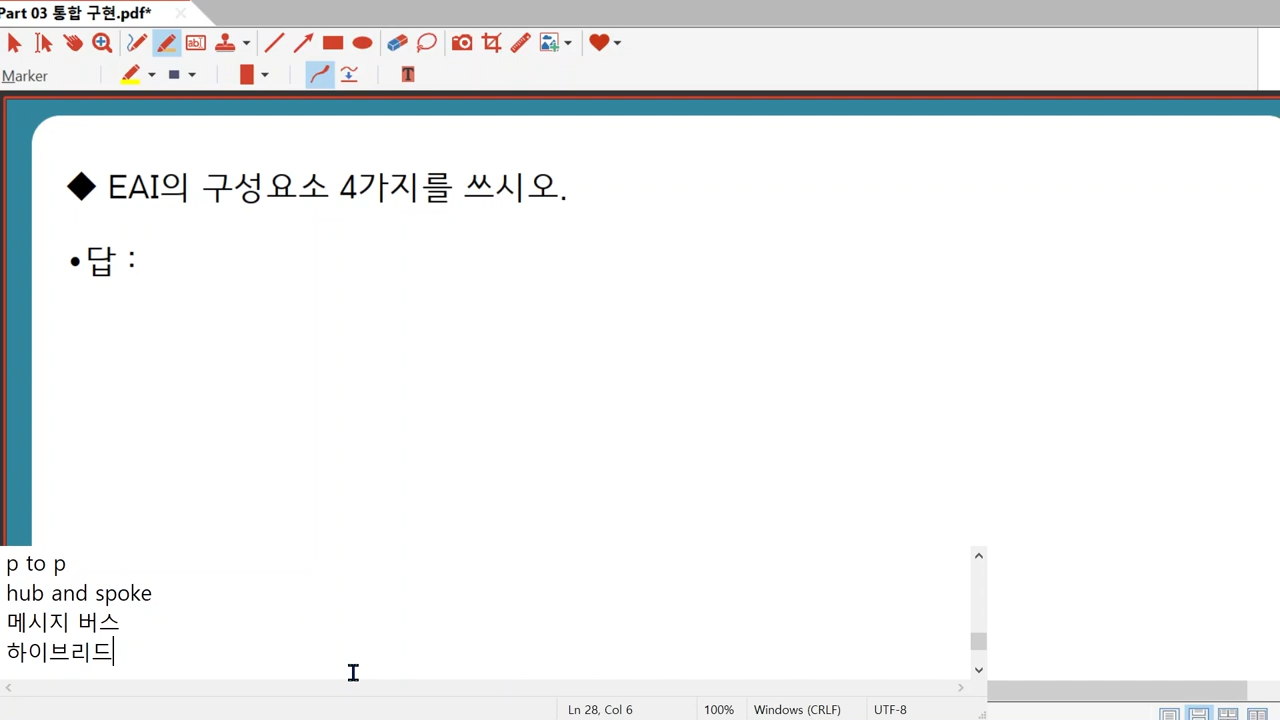 Part 03 통합 구현.pdf*
Marker
◆ EAI의 구성요소 4가지를 쓰시오.
•답 :
p to p
hub and spoke
메시지 버스
하이브리드
Ln 28, Col 6
100%
Windows (CRLF)
UTF-8